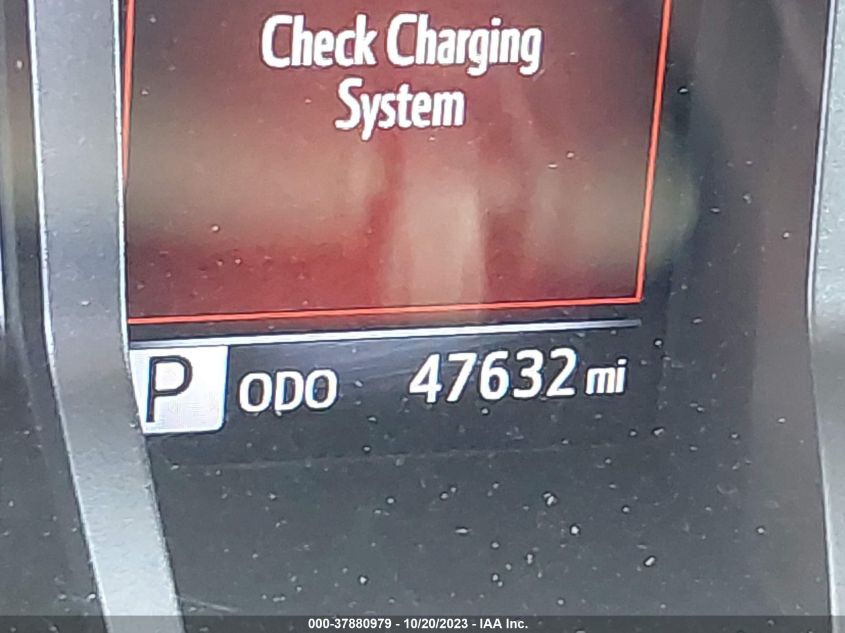 Check Charging
System
P ODO 47632 mi
000-37880979 - 10/20/2023 - IAA Inc.